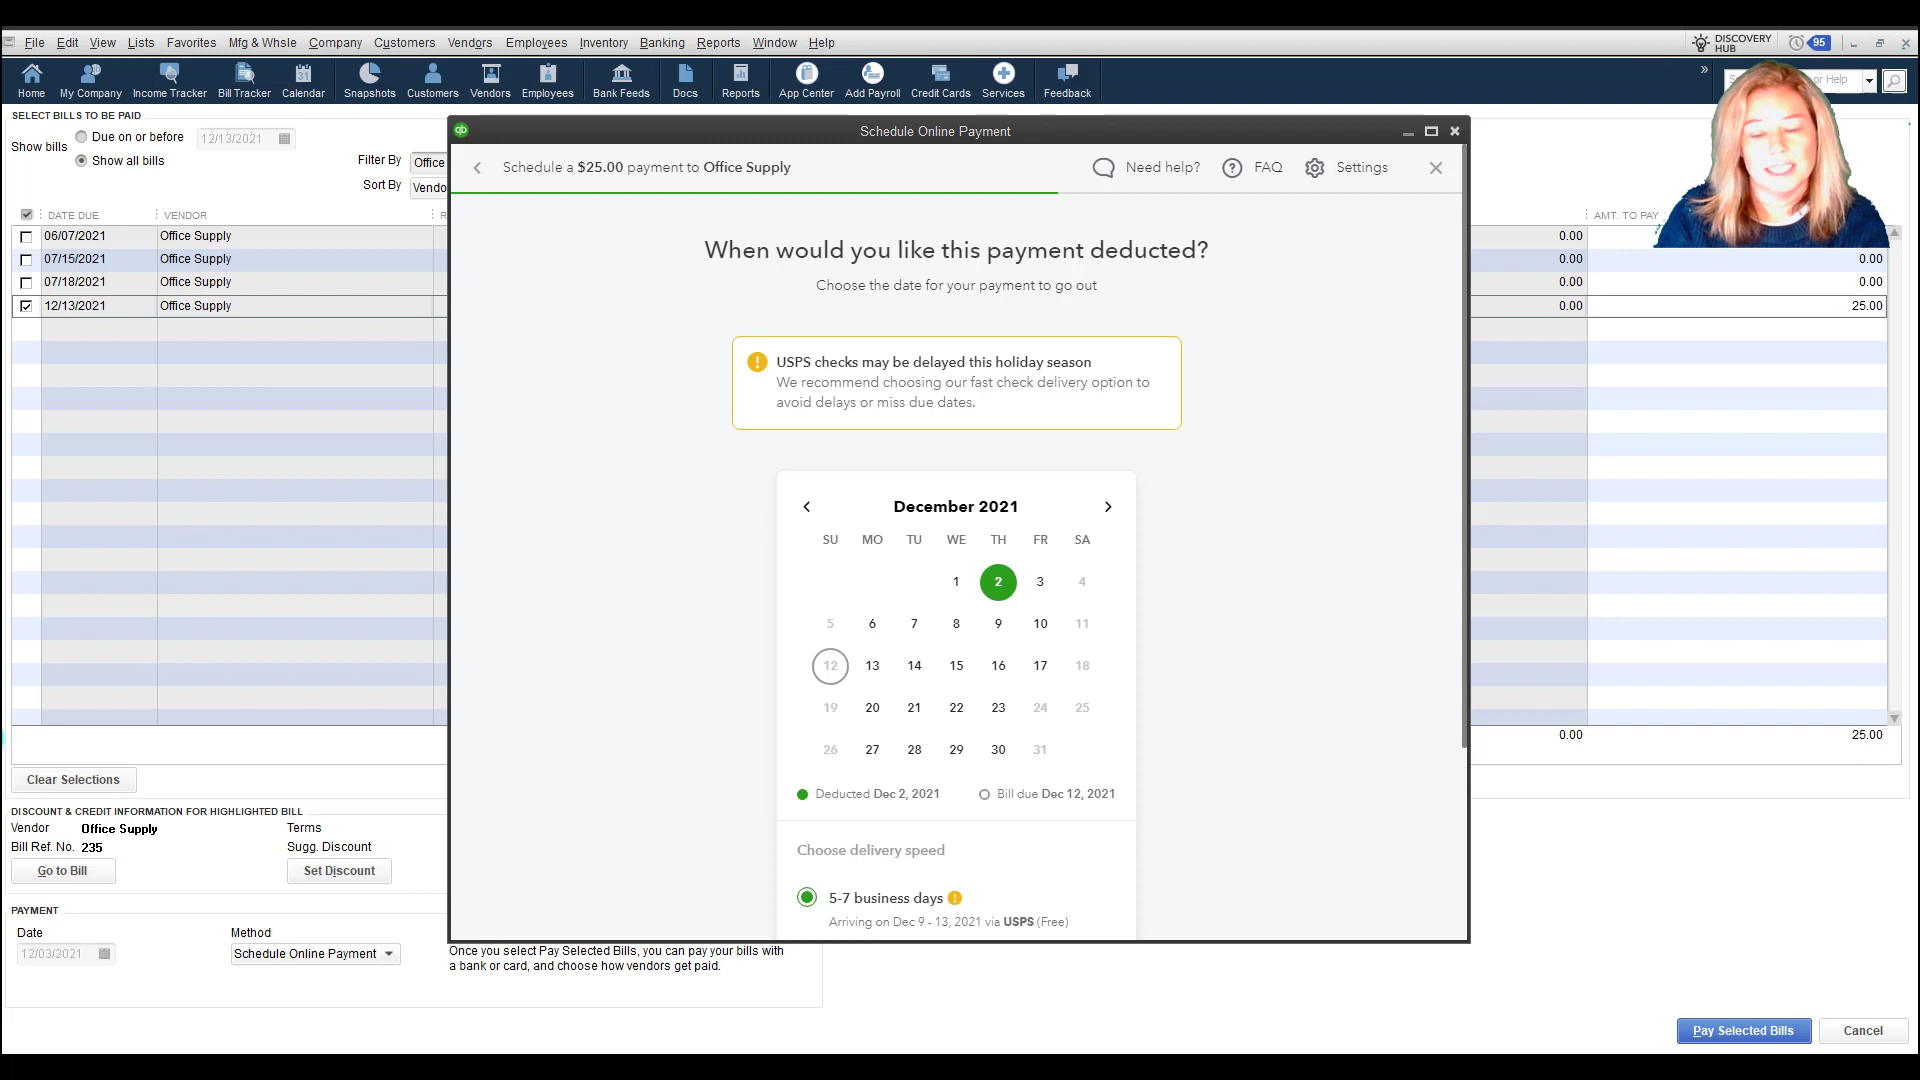 File Edit View Lists Favorites Mfg & Whsle Company Customers Vendors Employees Inventory Banking Reports Window Help
DISCOVERY
HUB
95
Home My Company Income Tracker Bill Tracker Calendar Snapshots Customers Vendors Employees Bank Feeds Docs Reports App Center Add Payroll Credit Cards Services Feedback
or Help
SELECT BILLS TO BE PAID
Show bills
Due on or before 12/13/2021
Show all bills
Filter By Office
Sort By Vendo
DATE DUE VENDOR R
AMT. TO PAY
06/07/2021 Office Supply 0.00
07/15/2021 Office Supply 0.00 0.00
07/18/2021 Office Supply 0.00 0.00
12/13/2021 Office Supply 0.00 25.00
0.00 25.00
Clear Selections
DISCOUNT & CREDIT INFORMATION FOR HIGHLIGHTED BILL
Vendor Office Supply Terms
Bill Ref. No. 235 Sugg. Discount
Go to Bill Set Discount
PAYMENT
Date Method
12/03/2021 Schedule Online Payment
Once you select Pay Selected Bills, you can pay your bills with
a bank or card, and choose how vendors get paid.
Pay Selected Bills Cancel
qb
Schedule Online Payment
Schedule a $25.00 payment to Office Supply
Need help? FAQ Settings
When would you like this payment deducted?
Choose the date for your payment to go out
USPS checks may be delayed this holiday season
We recommend choosing our fast check delivery option to
avoid delays or miss due dates.
December 2021
SU MO TU WE TH FR SA
1 2 3 4
5 6 7 8 9 10 11
12 13 14 15 16 17 18
19 20 21 22 23 24 25
26 27 28 29 30 31
Deducted Dec 2, 2021 Bill due Dec 12, 2021
Choose delivery speed
5-7 business days
Arriving on Dec 9 - 13, 2021 via USPS (Free)